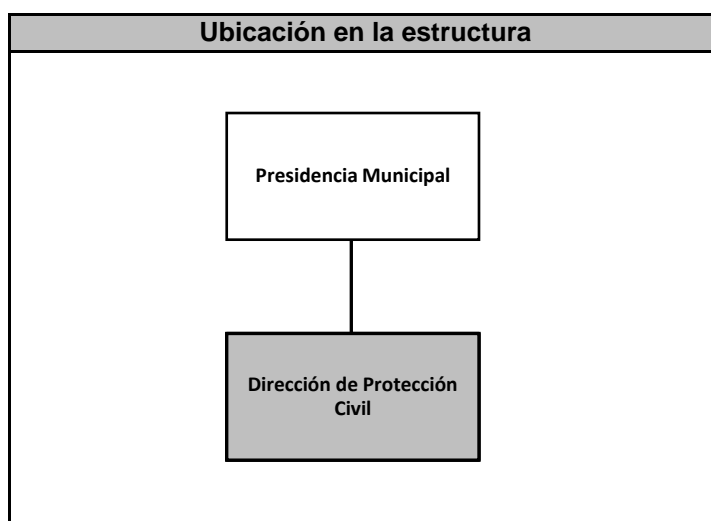 Ubicación en la estructura
Presidencia Municipal
Dirección de Protección
Civil